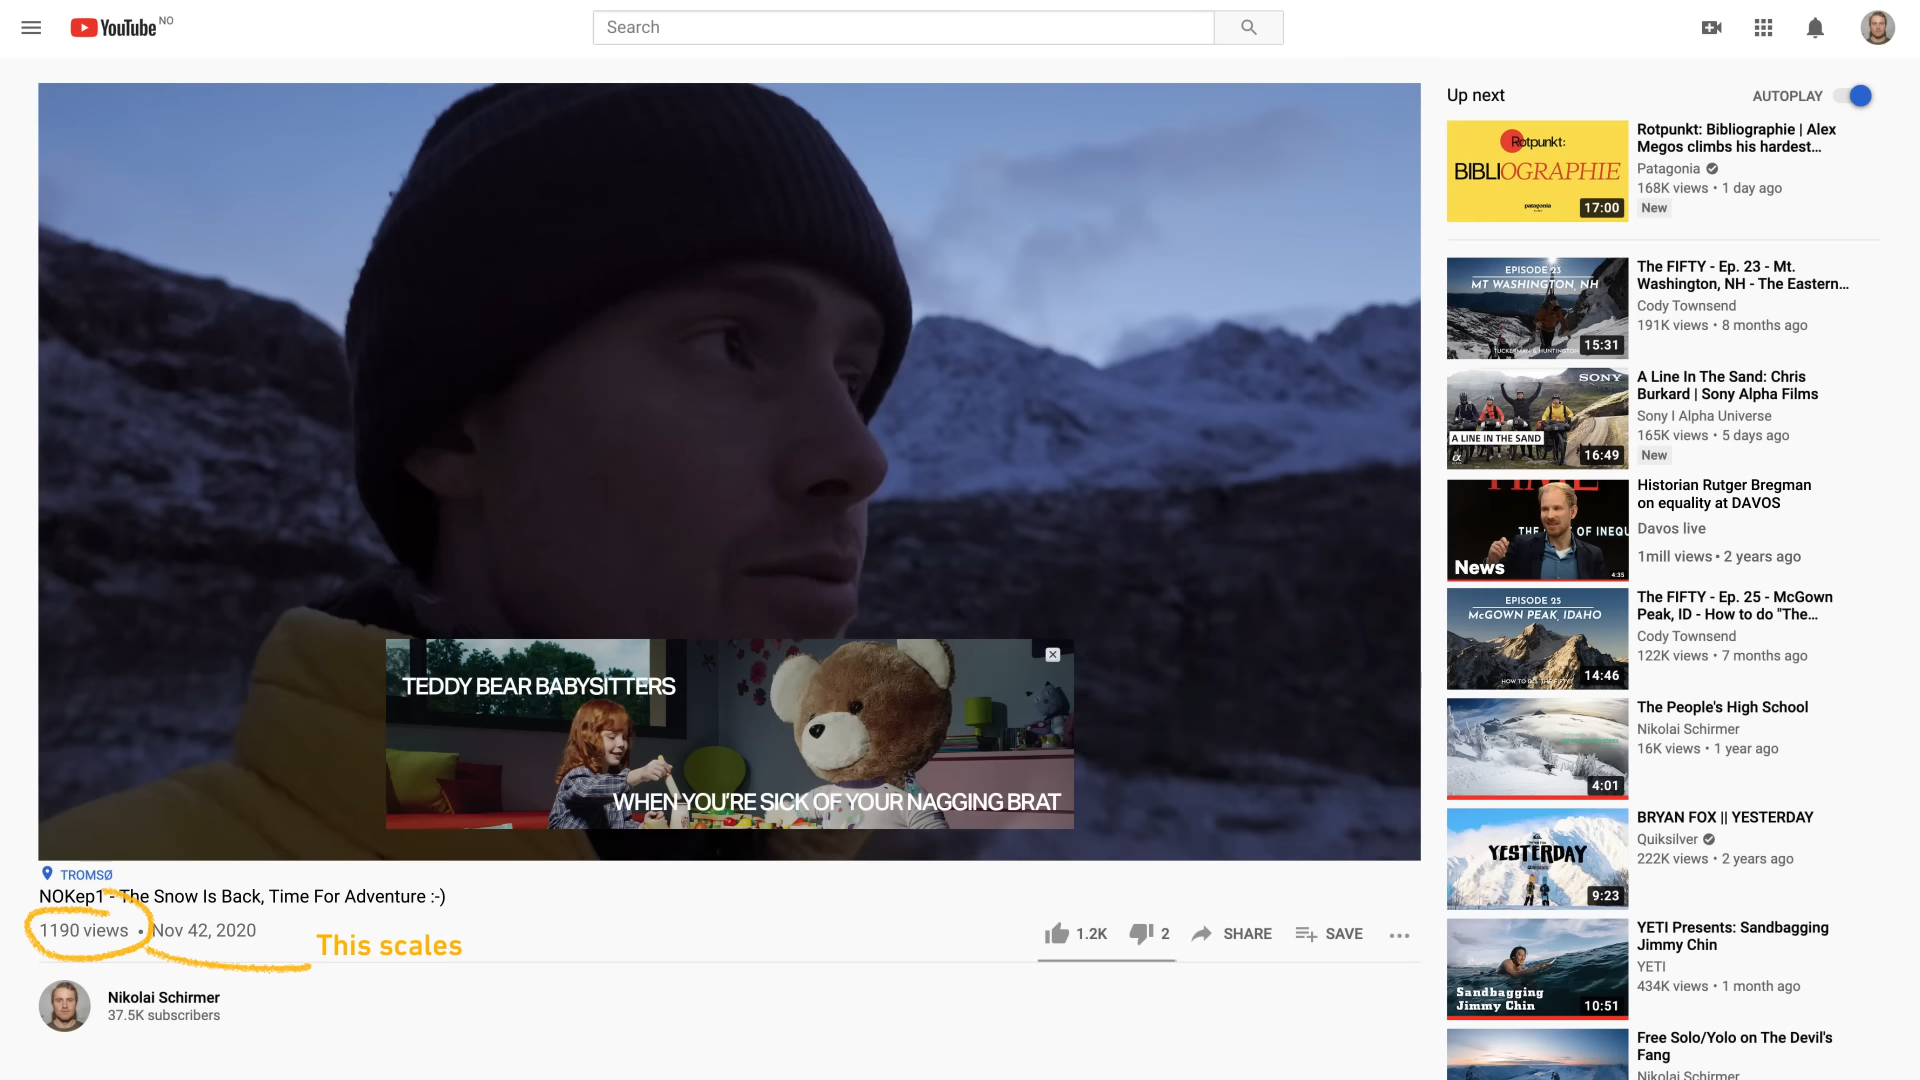 YouTube NO
Search
TEDDY BEAR BABYSITTERS
WHEN YOU'RE SICK OF YOUR NAGGING BRAT
TROMSØ
NOKep1 - The Snow Is Back, Time For Adventure :-)
1190 views • Nov 42, 2020
This scales
1.2K 2 SHARE SAVE
Nikolai Schirmer
37.5K subscribers
Up next AUTOPLAY
Rotpunkt:
BIBLIOGRAPHIE
patagonia
17:00
Rotpunkt: Bibliographie | Alex
Megos climbs his hardest...
Patagonia
168K views • 1 day ago
New
EPISODE 23
MT WASHINGTON, NH
TUCKERMAN & HUNTINGTON
15:31
The FIFTY - Ep. 23 - Mt.
Washington, NH - The Eastern...
Cody Townsend
191K views • 8 months ago
SONY
A LINE IN THE SAND
α
16:49
A Line In The Sand: Chris
Burkard | Sony Alpha Films
Sony I Alpha Universe
165K views • 5 days ago
New
TIME
THE OF INEQU
News
4:35
Historian Rutger Bregman
on equality at DAVOS
Davos live
1mill views • 2 years ago
EPISODE 25
McGOWN PEAK, IDAHO
14:46
The FIFTY - Ep. 25 - McGown
Peak, ID - How to do "The...
Cody Townsend
122K views • 7 months ago
4:01
The People's High School
Nikolai Schirmer
16K views • 1 year ago
YESTERDAY
9:23
BRYAN FOX || YESTERDAY
Quiksilver
222K views • 2 years ago
Sandbagging
Jimmy Chin
10:51
YETI Presents: Sandbagging
Jimmy Chin
YETI
434K views • 1 month ago
Free Solo/Yolo on The Devil's
Fang
Nikolai Schirmer